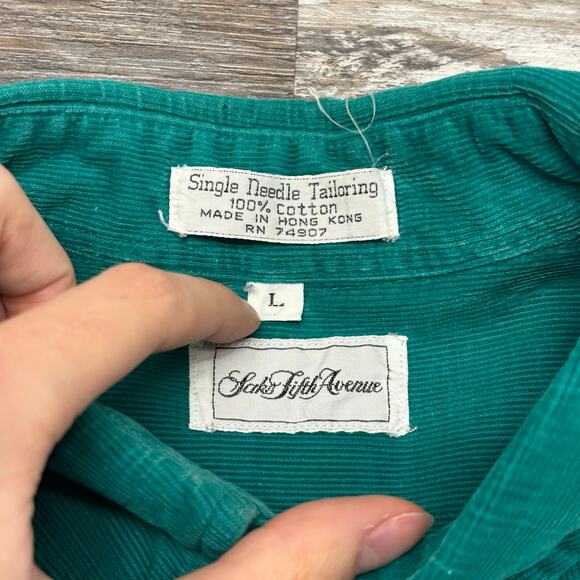 Single Needle Tailoring
100% Cotton
MADE IN HONG KONG
RN 74907
L
Saks Fifth Avenue